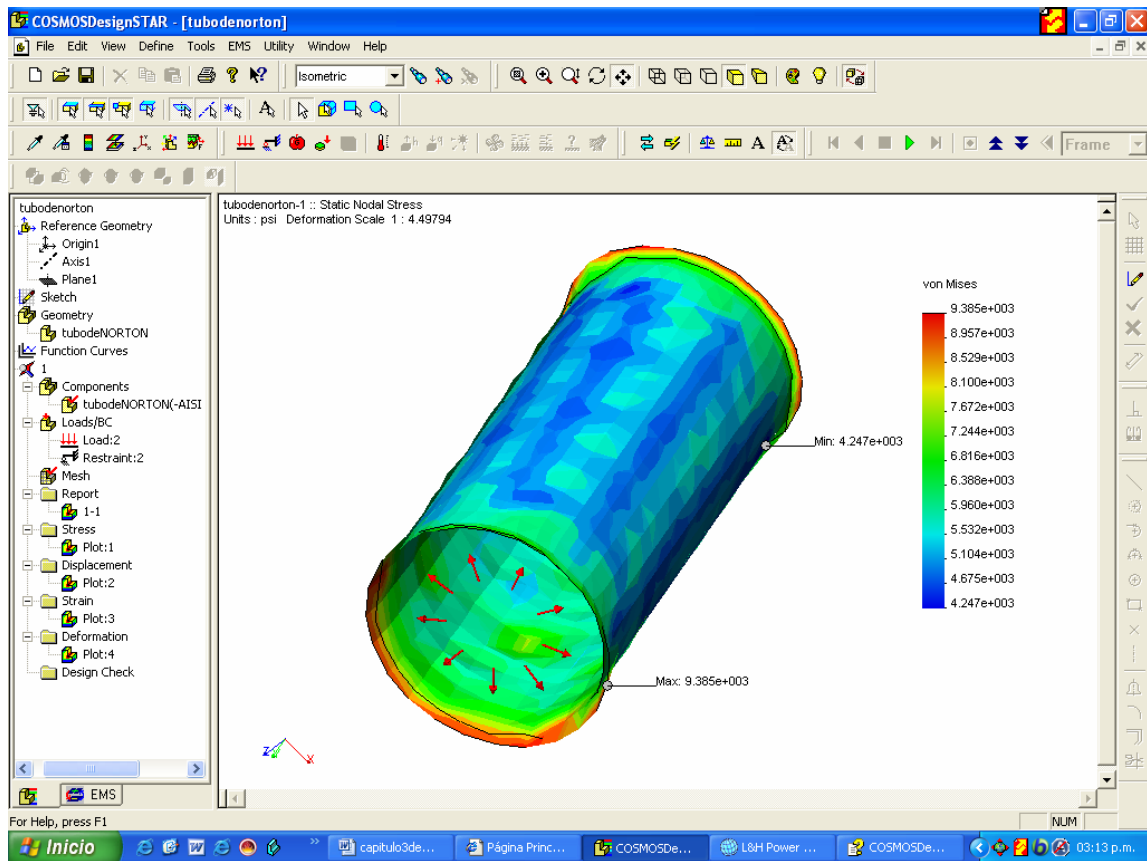 COSMOSDesignSTAR - [tubodenorton]
File Edit View Define Tools EMS Utility Window Help
Isometric
Frame
tubodenorton
Reference Geometry
Origin1
Axis1
Plane1
Sketch
Geometry
tubodeNORTON
Function Curves
1
Components
tubodeNORTON(-AISI
Loads/BC
Load:2
Restraint:2
Mesh
Report
1-1
Stress
Plot:1
Displacement
Plot:2
Strain
Plot:3
Deformation
Plot:4
Design Check
EMS
tubodenorton-1 :: Static Nodal Stress
Units : psi Deformation Scale 1 : 4.49794
von Mises
9.385e+003
8.957e+003
8.529e+003
8.100e+003
7.672e+003
7.244e+003
6.816e+003
6.388e+003
5.960e+003
5.532e+003
5.104e+003
4.675e+003
4.247e+003
Min: 4.247e+003
Max: 9.385e+003
Z
X
For Help, press F1
NUM
Inicio
capitulo3de...
Página Princ...
COSMOSDe...
L&H Power ...
COSMOSDe...
03:13 p.m.